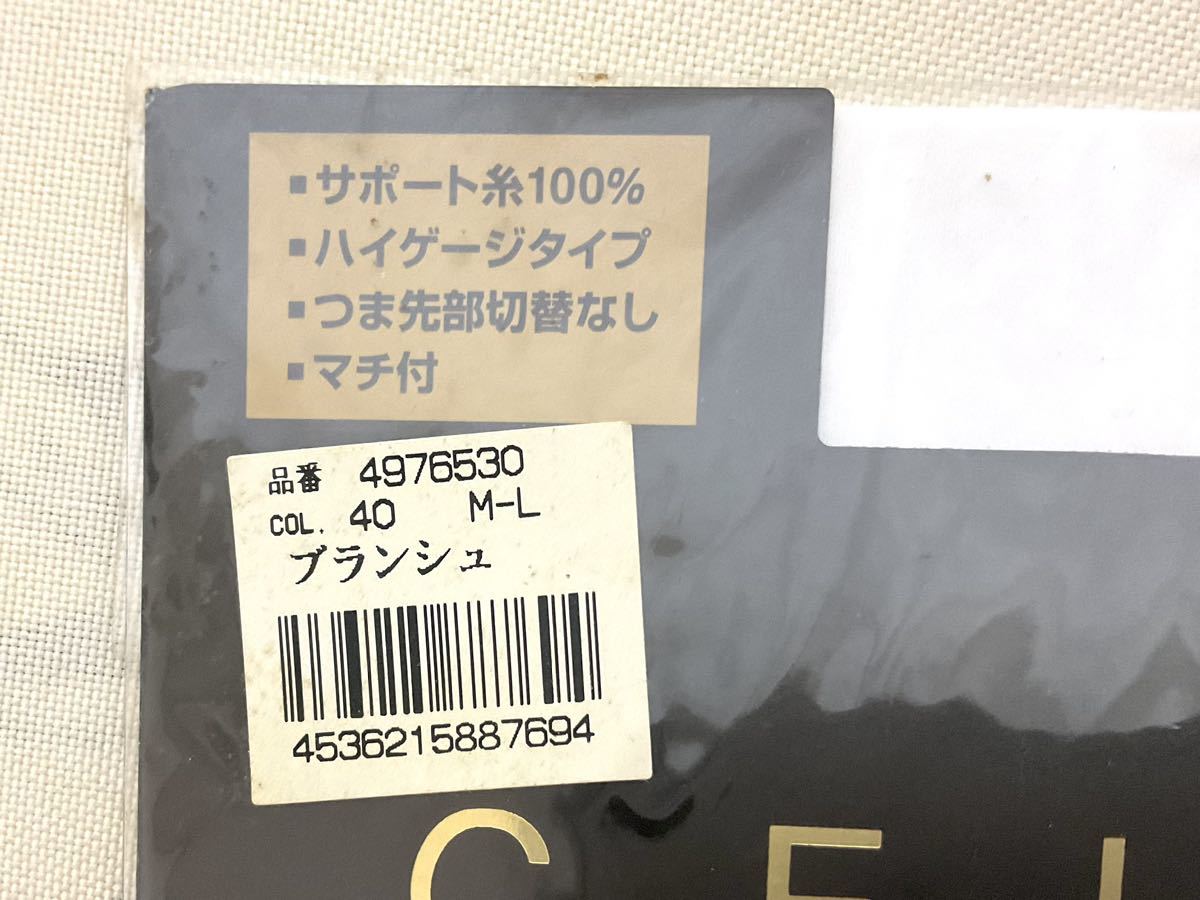 ▪サポート糸100%
▪ハイゲージタイプ
▪つま先部切替なし
▪マチ付
品番 4976530
COL. 40 M-L
ブランシュ
4536215887694
C E